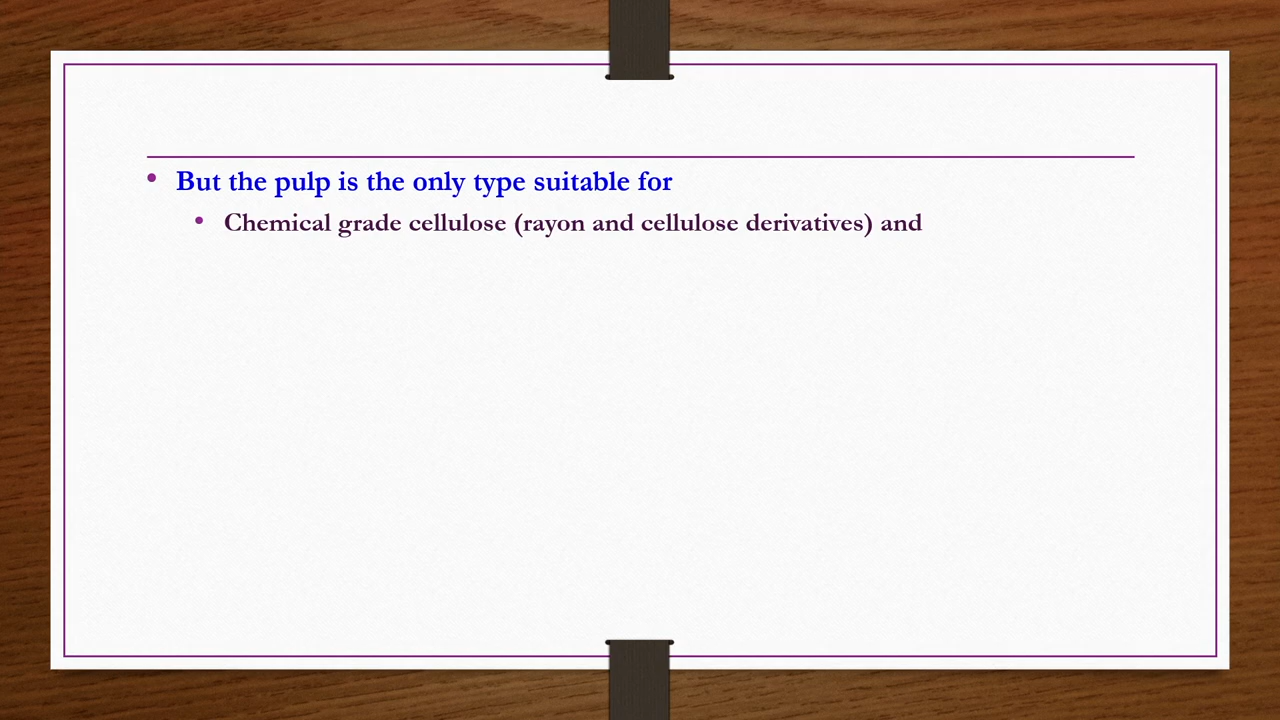 • But the pulp is the only type suitable for
• Chemical grade cellulose (rayon and cellulose derivatives) and